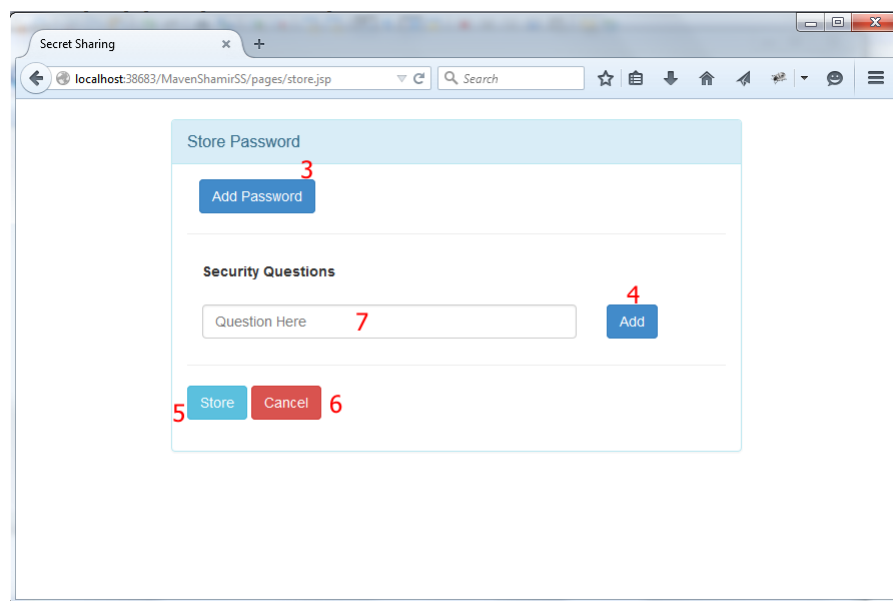 Secret Sharing
localhost:38683/MavenShamirSS/pages/store.jsp
Search
Store Password
3
Add Password
Security Questions
4
Question Here 7 Add
5 Store Cancel 6